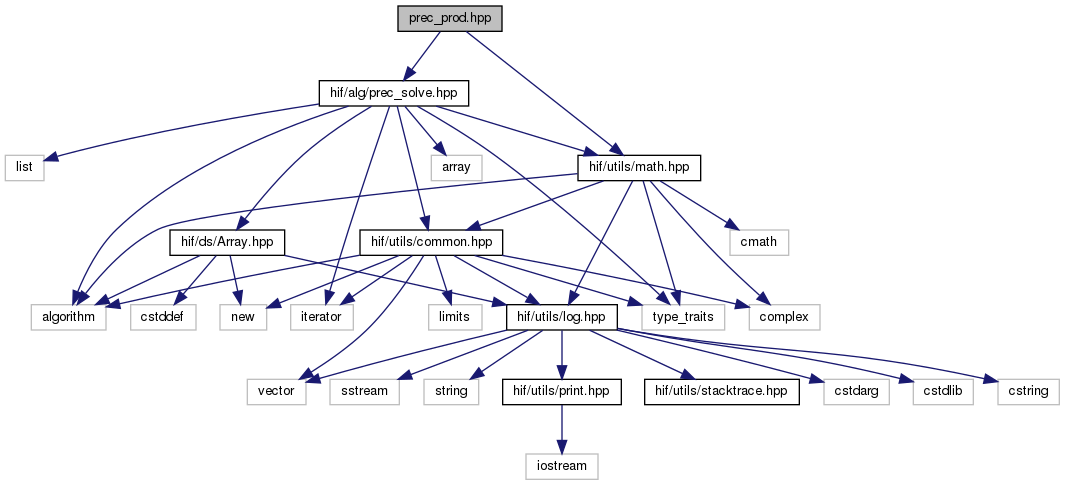 prec_prod.hpp
hif/alg/prec_solve.hpp
list
array
hif/utils/math.hpp
hif/ds/Array.hpp
hif/utils/common.hpp
cmath
algorithm
cstddef
new
iterator
limits
hif/utils/log.hpp
type_traits
complex
vector
sstream
string
hif/utils/print.hpp
hif/utils/stacktrace.hpp
cstdarg
cstdlib
cstring
iostream